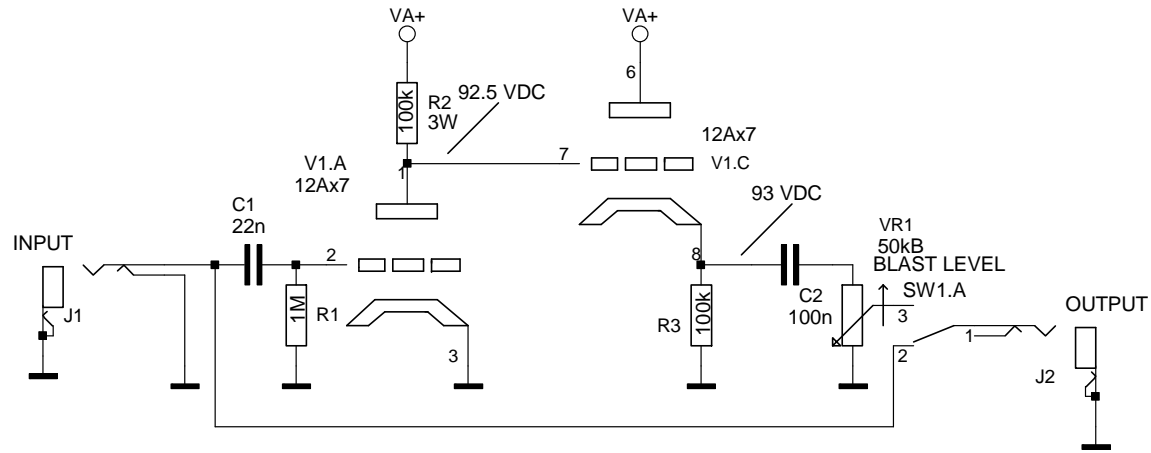 VA+
VA+
6
100k
R2
3W
92.5 VDC
12Ax7
V1.A
12Ax7
1
7
V1.C
C1
22n
93 VDC
VR1
50kB
BLAST LEVEL
INPUT
2
8
SW1.A
J1
1M
R1
3
R3
100k
C2
100n
3
2
1
OUTPUT
J2